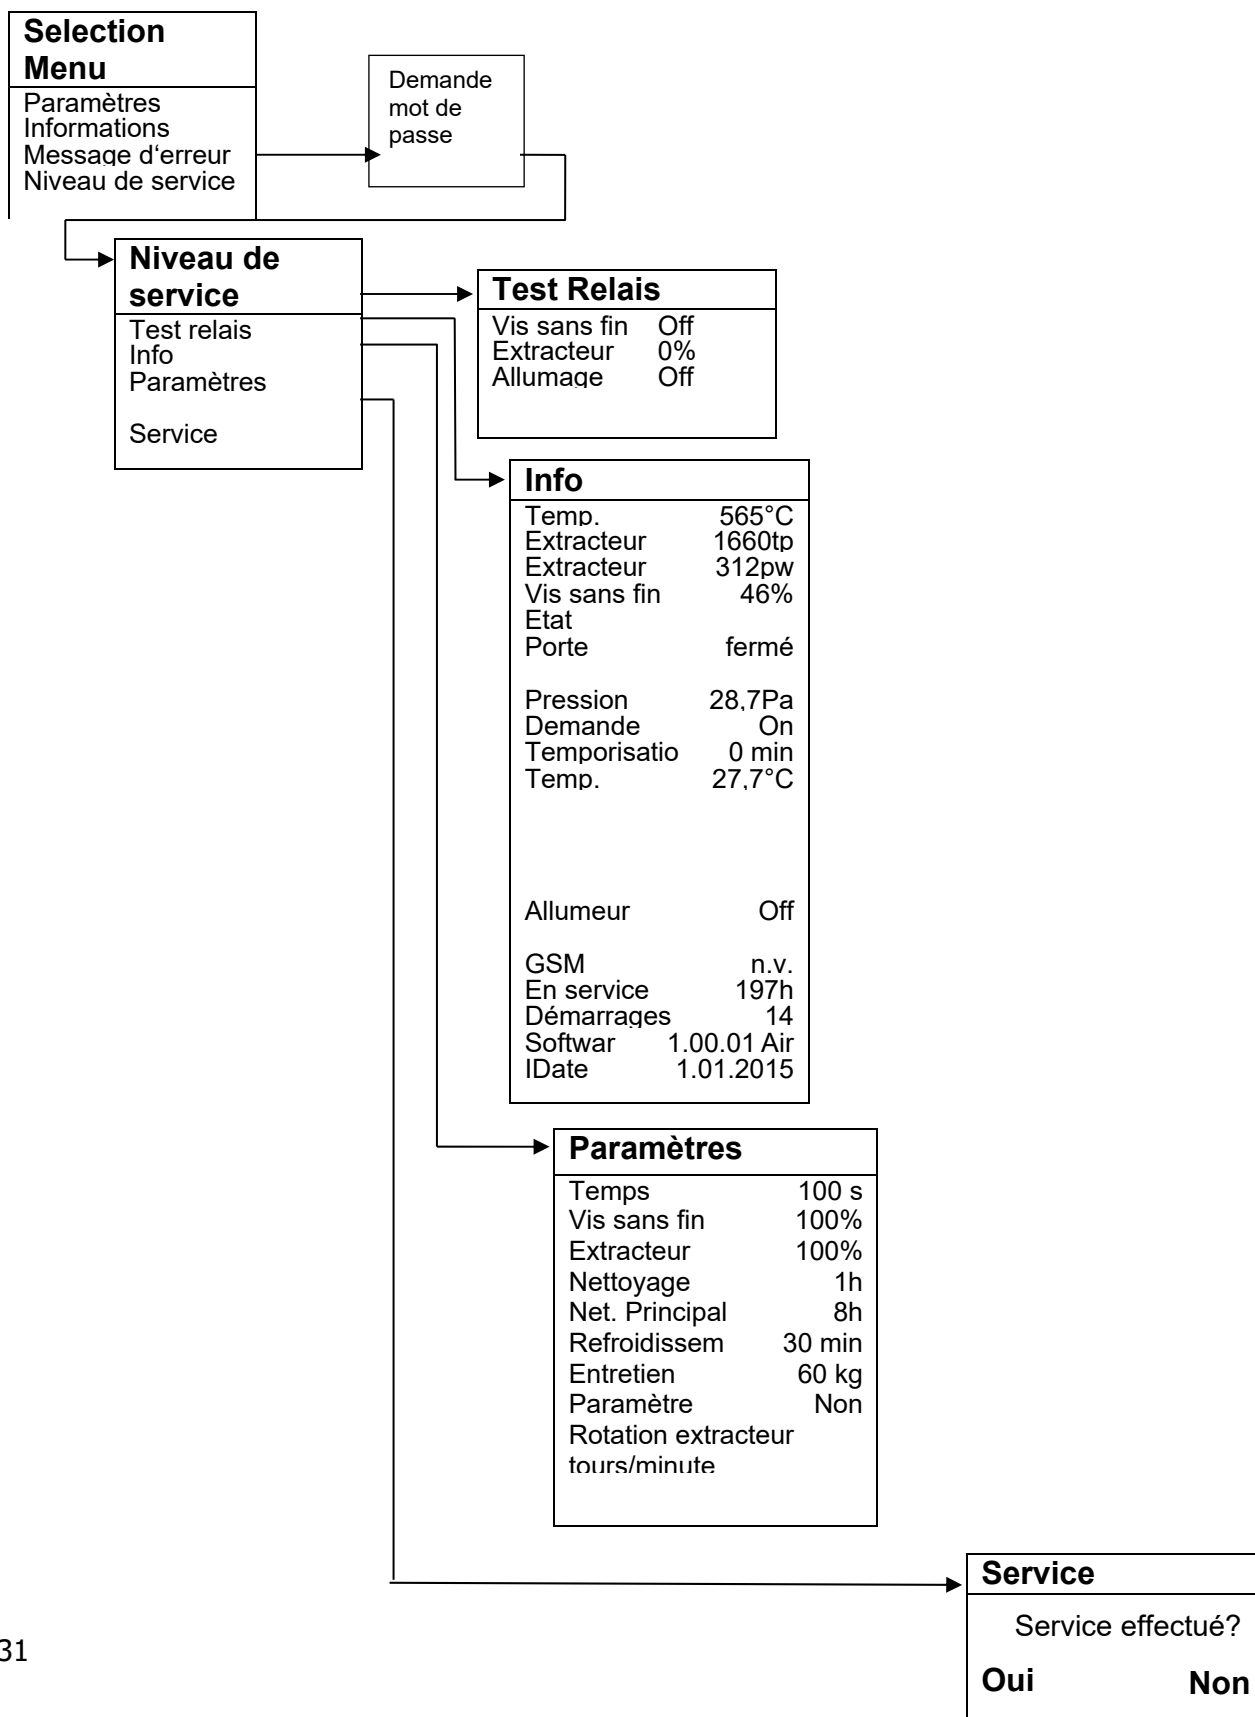 Selection
Menu
Paramètres
Informations
Message d‘erreur
Niveau de service
Demande
mot de
passe
Niveau de
service
Test relais
Info
Paramètres
Service
Test Relais
Vis sans fin Off
Extracteur 0%
Allumage Off
Info
Temp. 565°C
Extracteur 1660tp
Extracteur 312pw
Vis sans fin 46%
Etat
Porte fermé
Pression 28,7Pa
Demande On
Temporisatio 0 min
Temp. 27,7°C
Allumeur Off
GSM n.v.
En service 197h
Démarrages 14
Softwar 1.00.01 Air
IDate 1.01.2015
Paramètres
Temps 100 s
Vis sans fin 100%
Extracteur 100%
Nettoyage 1h
Net. Principal 8h
Refroidissem 30 min
Entretien 60 kg
Paramètre Non
Rotation extracteur
tours/minute
Service
Service effectué?
Oui Non
31